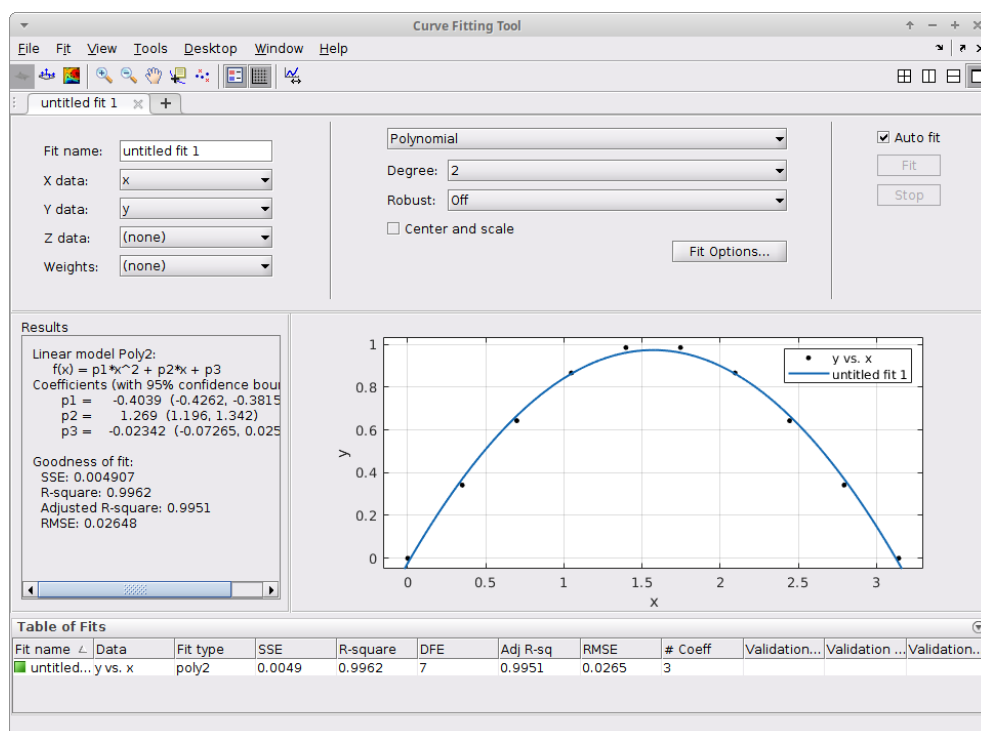 Curve Fitting Tool
File Fit View Tools Desktop Window Help
untitled fit 1
Fit name: untitled fit 1
X data: x
Y data: y
Z data: (none)
Weights: (none)
Polynomial
Degree: 2
Robust: Off
Center and scale
Fit Options...
Auto fit
Fit
Stop
Results
Linear model Poly2:
f(x) = p1*x^2 + p2*x + p3
Coefficients (with 95% confidence boun
p1 = -0.4039 (-0.4262, -0.3815
p2 = 1.269 (1.196, 1.342)
p3 = -0.02342 (-0.07265, 0.025
Goodness of fit:
SSE: 0.004907
R-square: 0.9962
Adjusted R-square: 0.9951
RMSE: 0.02648
1
0.8
0.6
0.4
0.2
0
y
0 0.5 1 1.5 2 2.5 3
x
y vs. x
untitled fit 1
Table of Fits
Fit name Data Fit type SSE R-square DFE Adj R-sq RMSE # Coeff Validation... Validation ... Validation...
untitled... y vs. x poly2 0.0049 0.9962 7 0.9951 0.0265 3